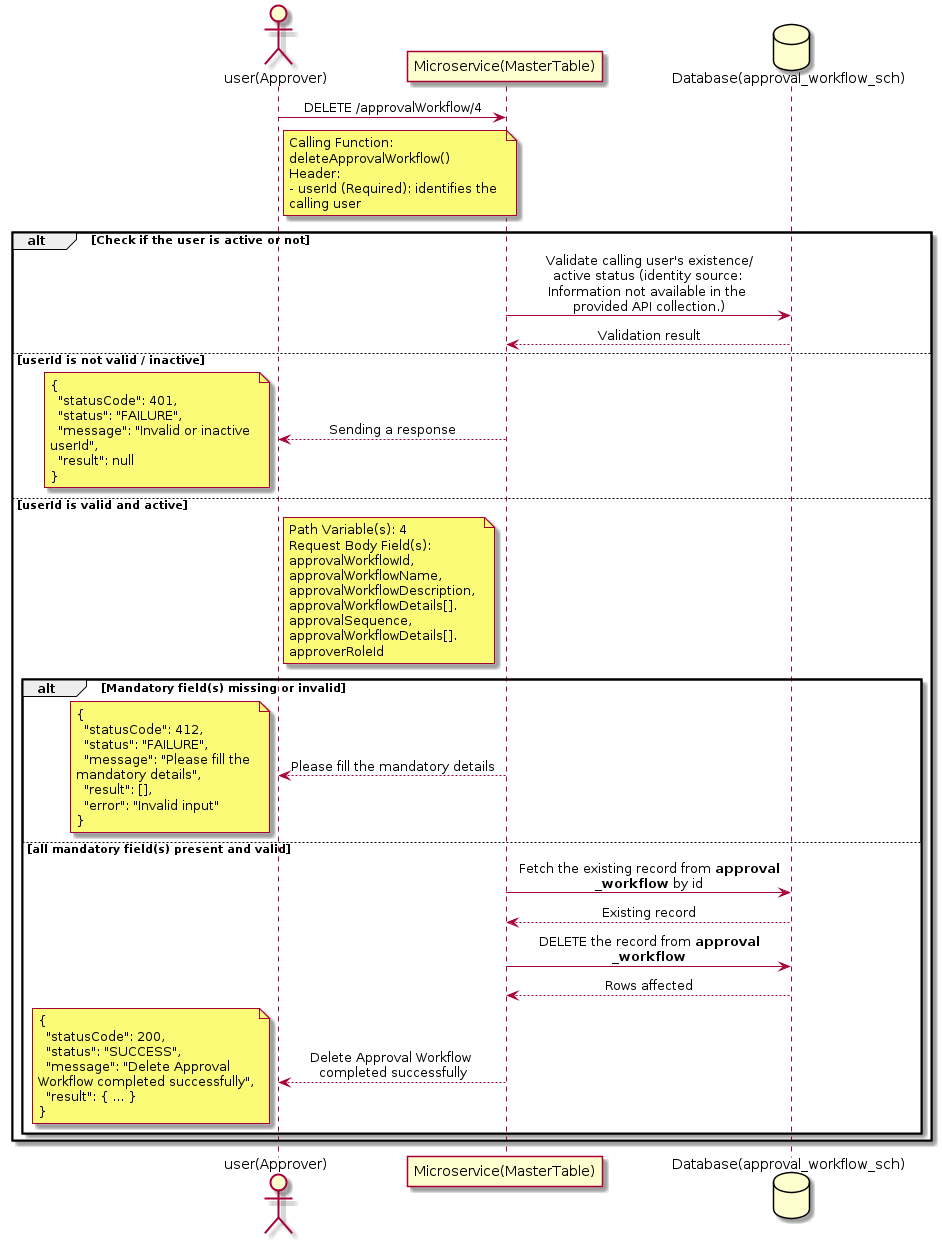 user(Approver)
Microservice(MasterTable)
Database(approval_workflow_sch)
DELETE /approvalWorkflow/4
Calling Function:
deleteApprovalWorkflow()
Header:
- userId (Required): identifies the
calling user
alt
[Check if the user is active or not]
Validate calling user's existence/
active status (identity source:
Information not available in the
provided API collection.)
Validation result
[userId is not valid / inactive]
{
"statusCode": 401,
"status": "FAILURE",
"message": "Invalid or inactive
userId",
"result": null
}
Sending a response
[userId is valid and active]
Path Variable(s): 4
Request Body Field(s):
approvalWorkflowId,
approvalWorkflowName,
approvalWorkflowDescription,
approvalWorkflowDetails[].
approvalSequence,
approvalWorkflowDetails[].
approverRoleId
alt
[Mandatory field(s) missing or invalid]
{
"statusCode": 412,
"status": "FAILURE",
"message": "Please fill the
mandatory details",
"result": [],
"error": "Invalid input"
}
Please fill the mandatory details
[all mandatory field(s) present and valid]
Fetch the existing record from approval
_workflow by id
Existing record
DELETE the record from approval
_workflow
Rows affected
{
"statusCode": 200,
"status": "SUCCESS",
"message": "Delete Approval
Workflow completed successfully",
"result": { ... }
}
Delete Approval Workflow
completed successfully
user(Approver)
Microservice(MasterTable)
Database(approval_workflow_sch)